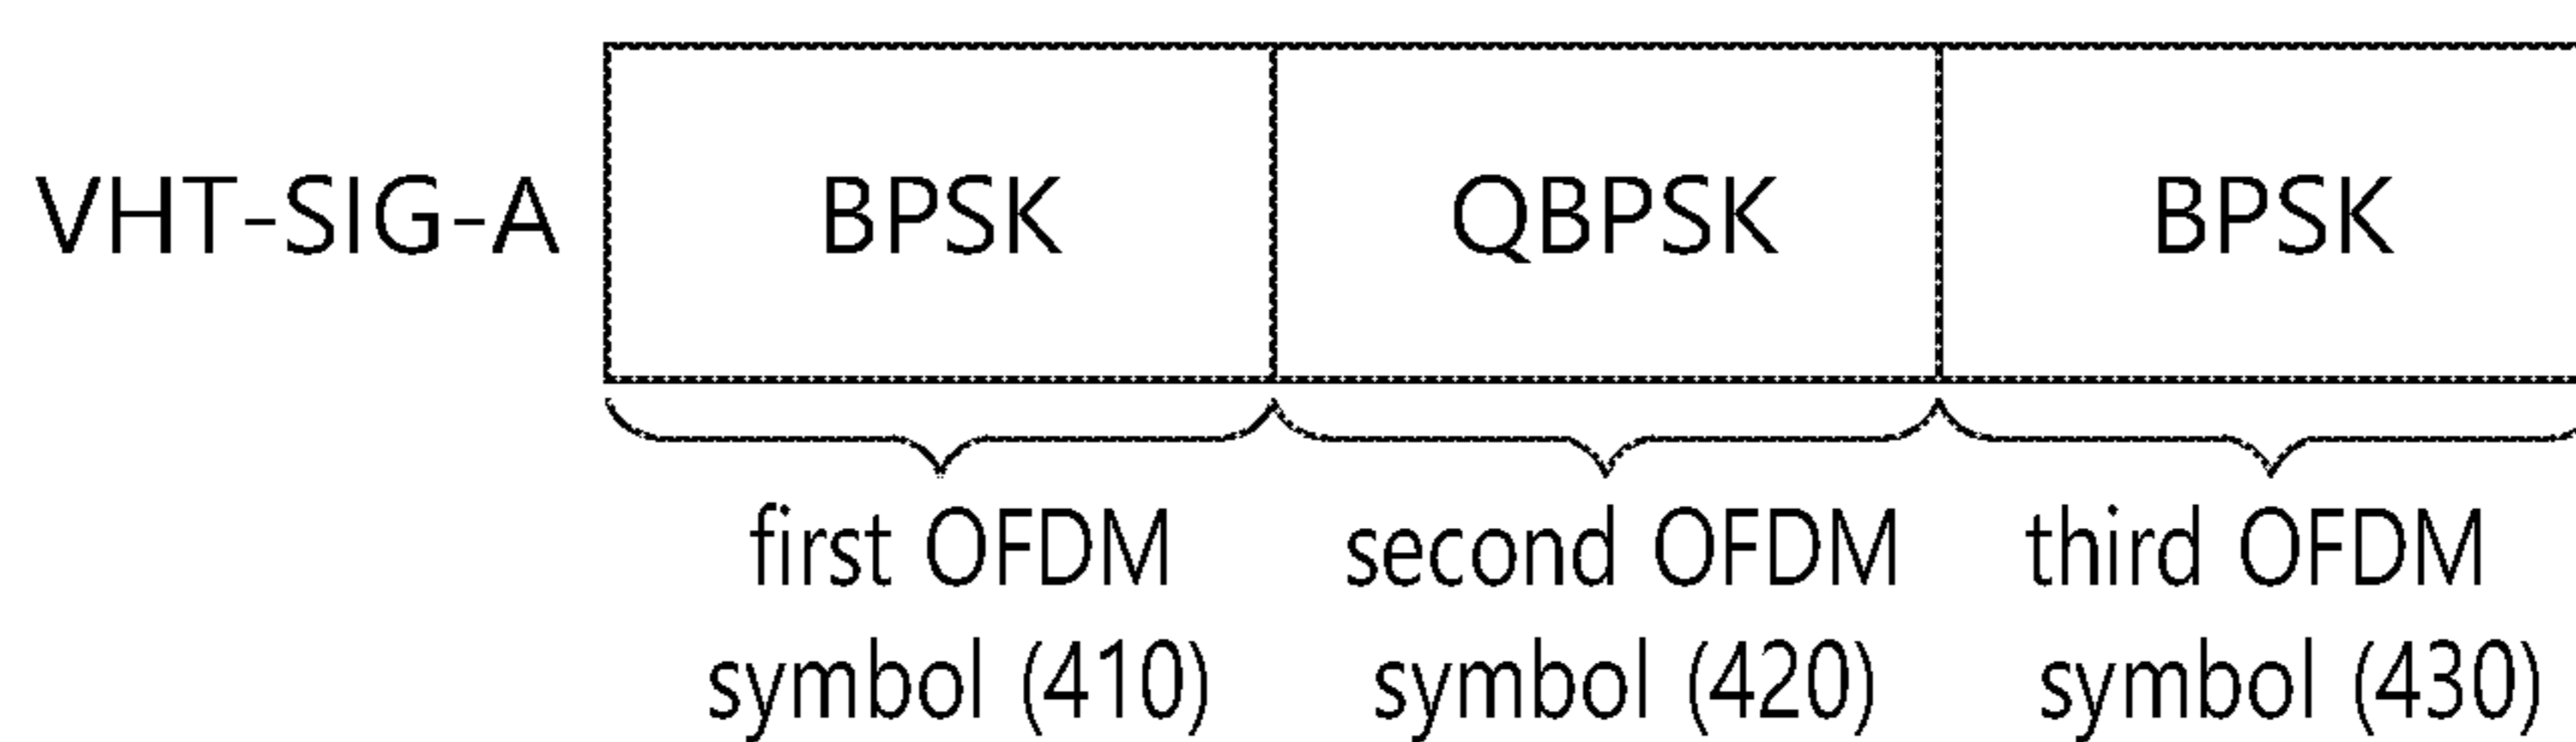 VHT-SIG-A BPSK QBPSK BPSK
first OFDM second OFDM third OFDM
symbol (410) symbol (420) symbol (430)